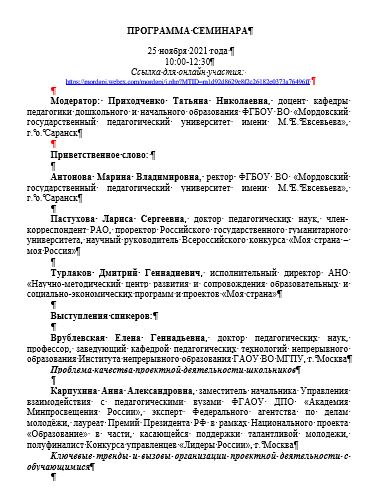 ПРОГРАММА·СЕМИНАРА¶
25·ноября·2021·года·¶
10:00-12:30¶
Ссылка·для·онлайн-участия:·
https://mordgpi.webex.com/mordgpi/j.php?MTID=m1d92d8629e8f2c26182c0373a76496ff·¶
¶
Модератор:· Приходченко· Татьяна· Николаевна,· доцент· кафедры·
педагогики·дошкольного·и·начального·образования·ФГБОУ·ВО·«Мордовский·
государственный· педагогический· университет· имени· М.°Е.°Евсевьева»,·
г.°о.°Саранск¶
¶
Приветственное·слово:·¶
¶
Антонова· Марина· Владимировна,· ректор· ФГБОУ· ВО· «Мордовский·
государственный· педагогический· университет· имени· М.°Е.°Евсевьева»,·
г.°о.°Саранск¶
¶
Пастухова· Лариса· Сергеевна,· доктор· педагогических· наук,· член-
корреспондент·РАО,·проректор·Российского·государственного·гуманитарного·
университета,·научный·руководитель·Всероссийского·конкурса·«Моя·страна·–·
моя·Россия»¶
¶
Турлаков· Дмитрий· Геннадиевич,· исполнительный· директор· АНО·
«Научно-методический· центр· развития· и· сопровождения· образовательных· и·
социально-экономических·программ·и·проектов·«Моя·страна»¶
¶
Выступления·спикеров:¶
¶
Врублевская· Елена· Геннадьевна,· доктор· педагогических· наук,·
профессор,· заведующий· кафедрой· педагогических· технологий· непрерывного·
образования·Института·непрерывного·образования·ГАОУ·ВО·МГПУ,·г.°Москва¶
Проблема·качества·проектной·деятельности·школьников¶
¶
Карпухина·Анна·Александровна,·заместитель·начальника·Управления·
взаимодействия· с· педагогическими· вузами· ФГАОУ· ДПО· «Академия·
Минпросвещения· России»,· эксперт· Федерального· агентства· по· делам·
молодёжи,·лауреат·Премий·Президента·РФ·в·рамках·Национального·проекта·
«Образование»· в· части,· касающейся· поддержки· талантливой· молодежи,·
полуфиналист·Конкурса·управленцев·«Лидеры·России»,·г.°Москва¶
Ключевые· тренды· и· вызовы· организации· проектной· деятельности· с·
обучающимися¶
¶